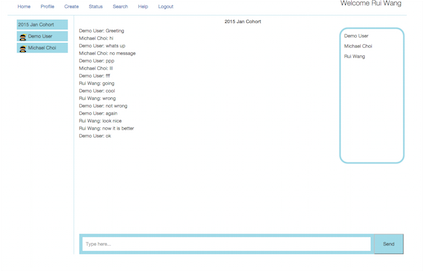 Home Profile Create Status Search Help Logout
Welcome Rui Wang
2015 Jan Cohort
Demo User
Michael Choi
2015 Jan Cohort
Demo User: Greeting
Michael Choi: hi
Demo User: whats up
Michael Choi: no message
Demo User: ppp
Demo User: !!!!
Rui Wang: going
Demo User: cool
Rui Wang: wrong
Demo User: not wrong
Demo User: again
Rui Wang: look nice
Rui Wang: now it is better
Demo User: ok
Demo User
Michael Choi
Rui Wang
Type here...
Send